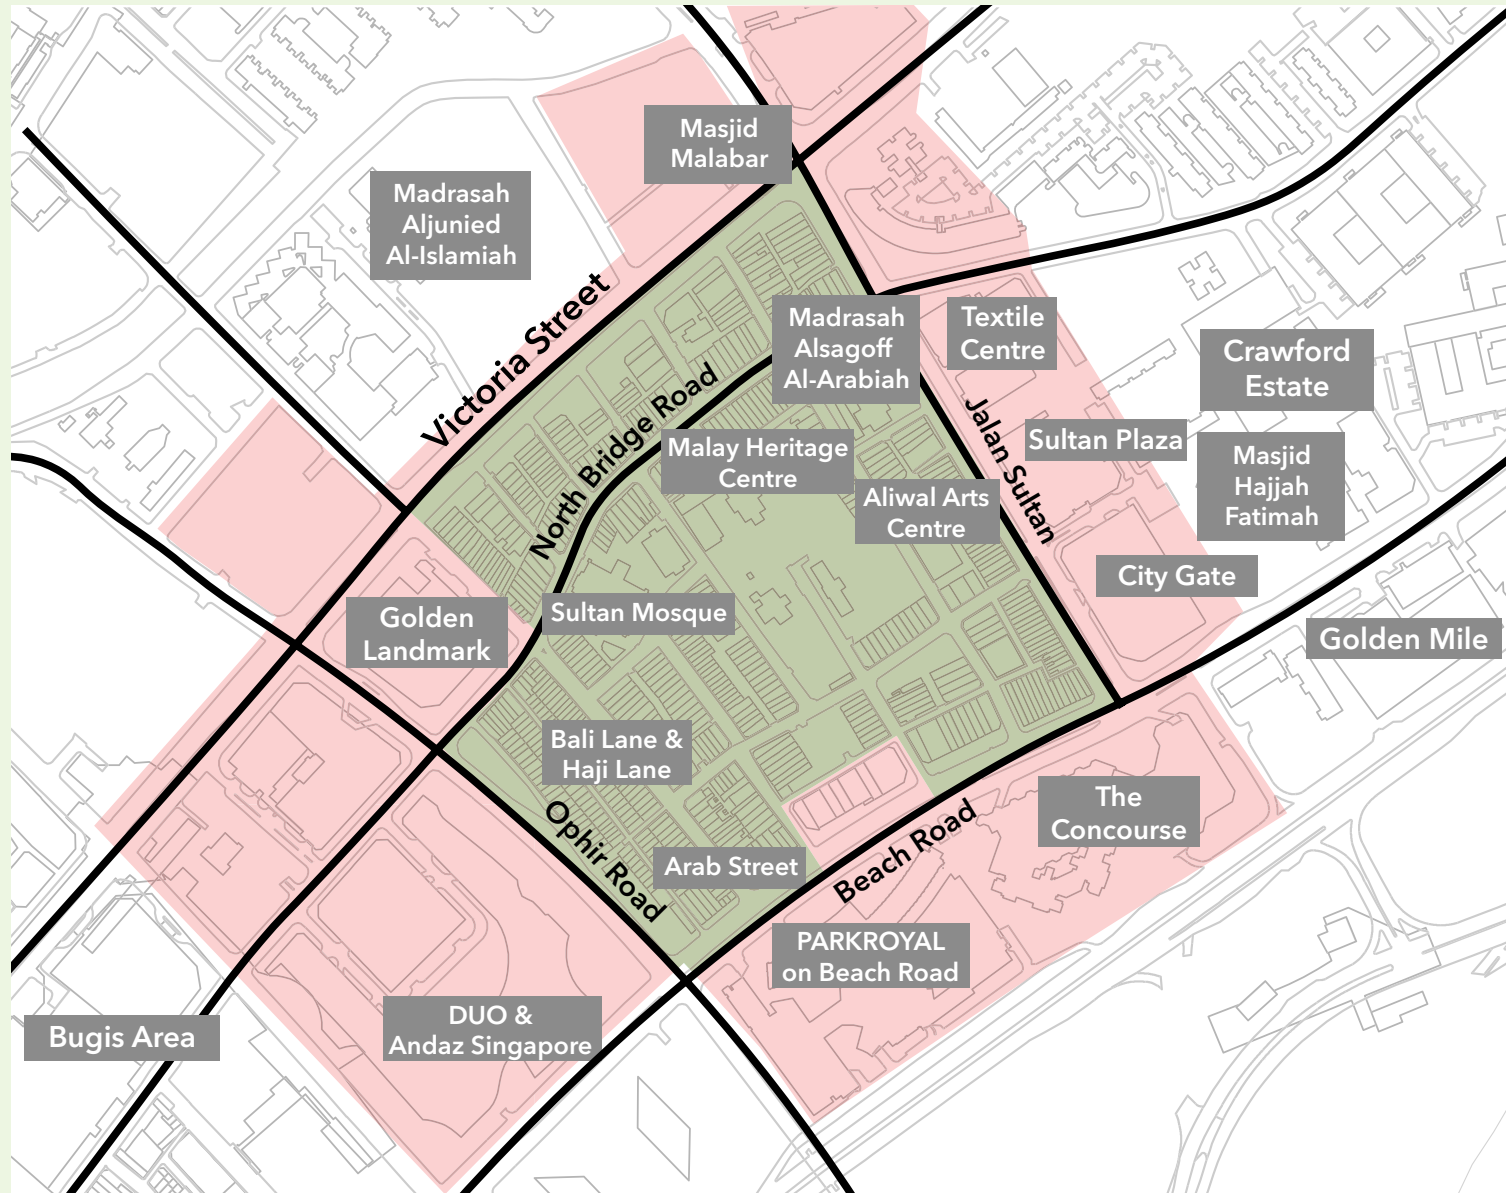 Masjid
Malabar
Madrasah
Aljunied
Al-Islamiah
Victoria Street
Madrasah
Alsagoff
Al-Arabiah
Textile
Centre
Crawford
Estate
North Bridge Road
Jalan Sultan
Malay Heritage
Centre
Sultan Plaza
Masjid
Hajjah
Fatimah
Aliwal Arts
Centre
City Gate
Golden
Landmark
Sultan Mosque
Golden Mile
Bali Lane &
Haji Lane
Ophir Road
The
Concourse
Arab Street
Beach Road
PARKROYAL
on Beach Road
DUO &
Andaz Singapore
Bugis Area